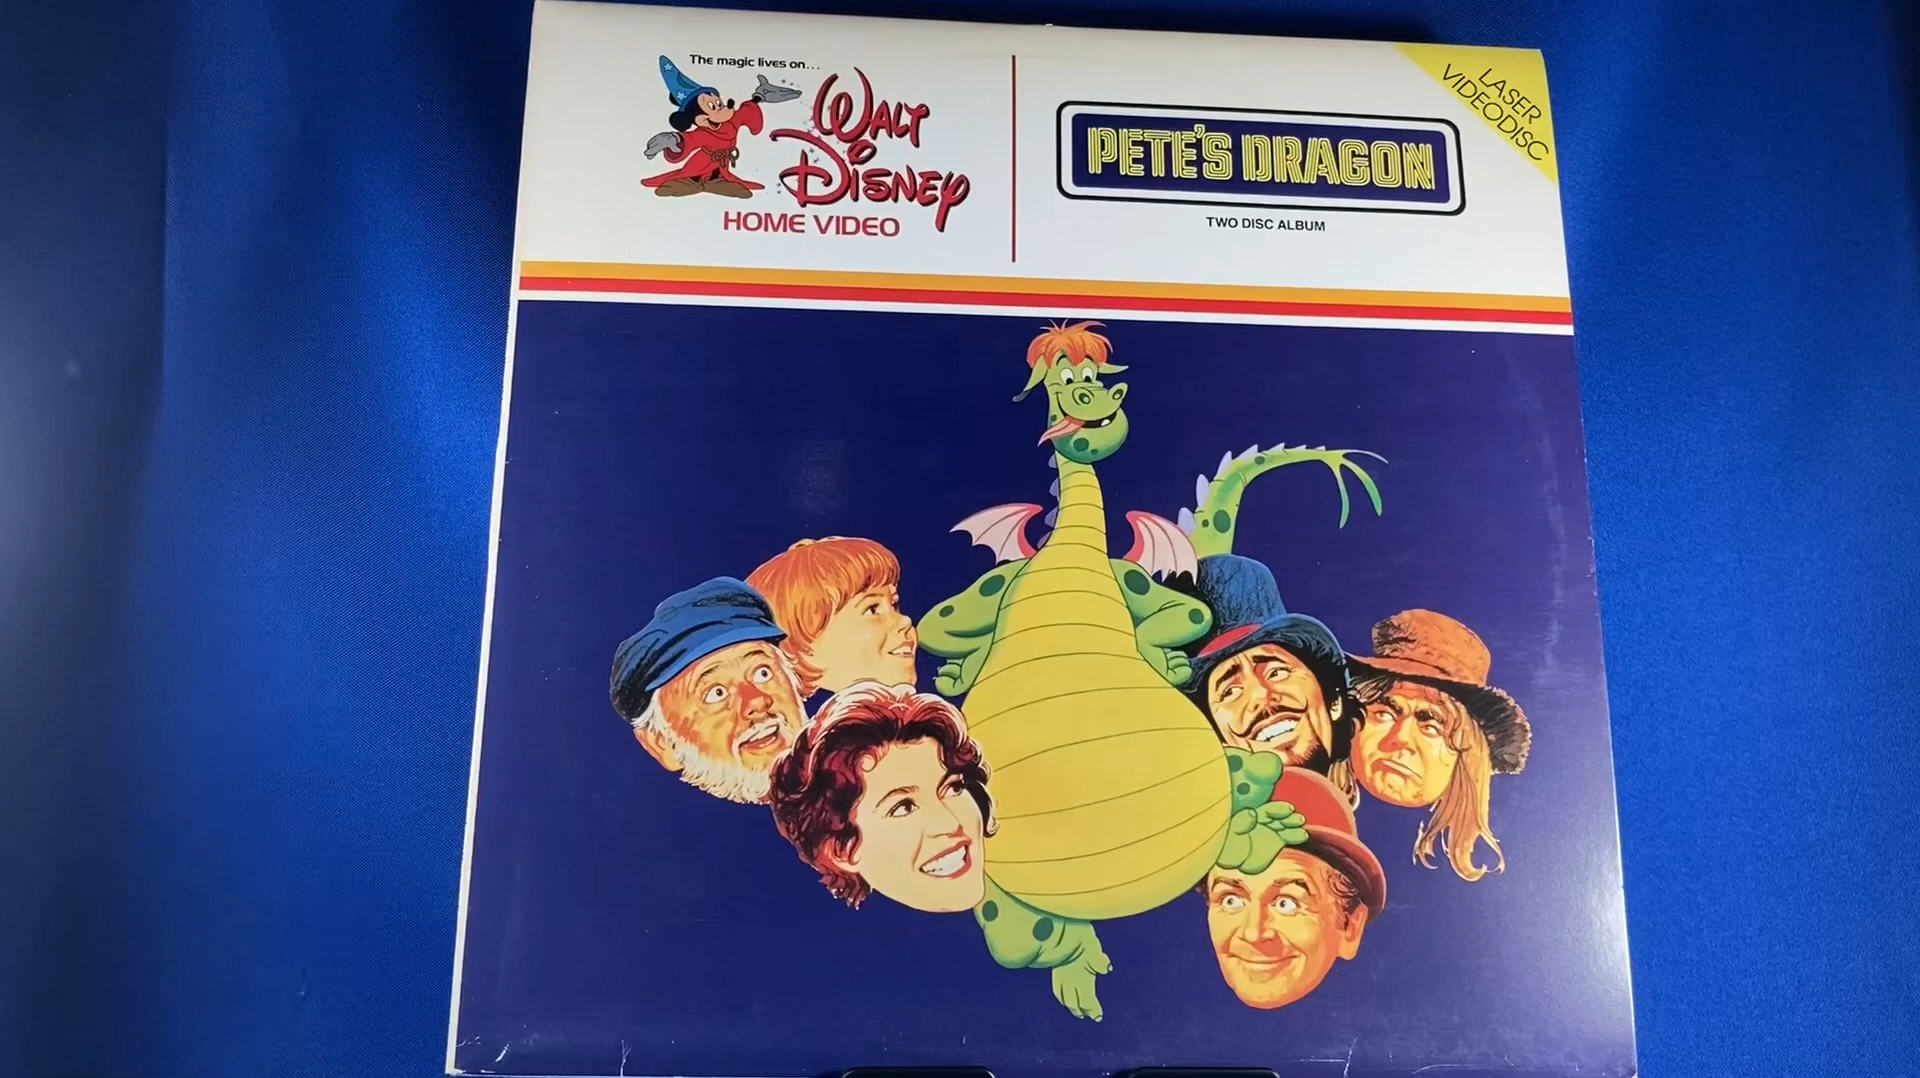 The magic lives on...
WALT
DISNEY
HOME VIDEO
PETE'S DRAGON
TWO DISC ALBUM
LASER
VIDEODISC